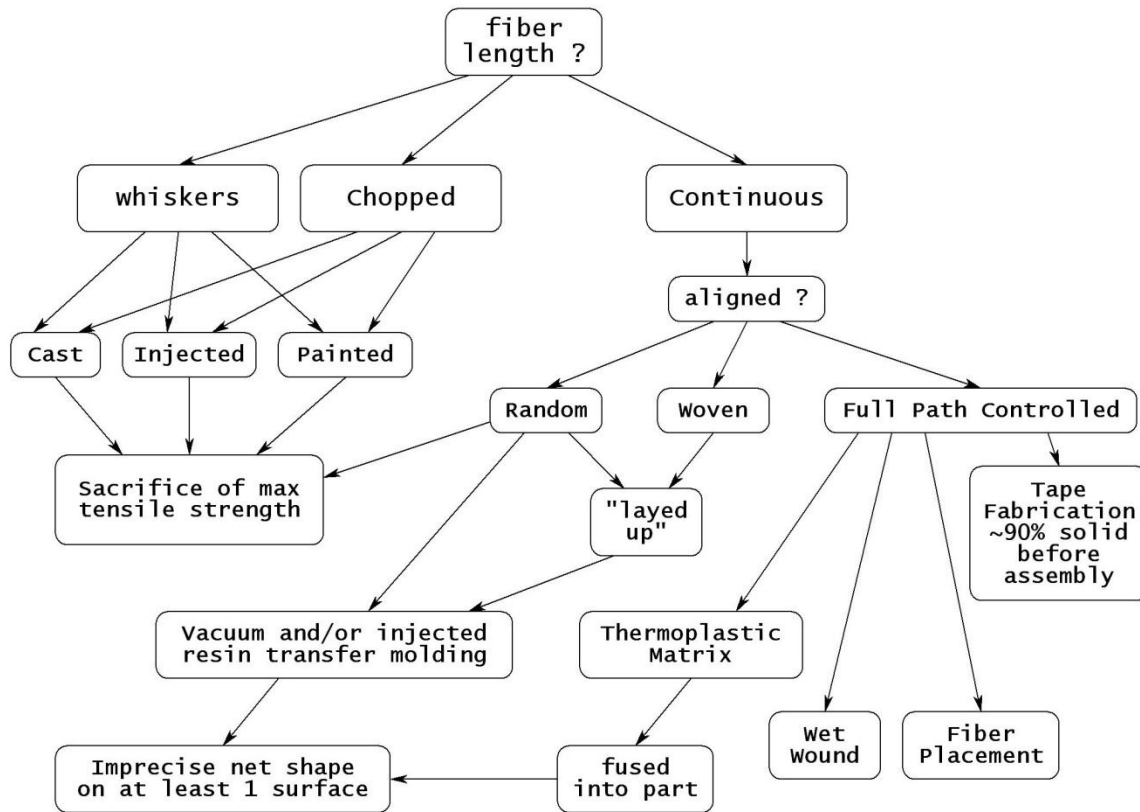 fiber
length ?
whiskers
Chopped
Continuous
aligned ?
Cast
Injected
Painted
Random
Woven
Full Path Controlled
Sacrifice of max
tensile strength
"layed
up"
Tape
Fabrication
~90% solid
before
assembly
Vacuum and/or injected
resin transfer molding
Thermoplastic
Matrix
Wet
Wound
Fiber
Placement
Imprecise net shape
on at least 1 surface
fused
into part